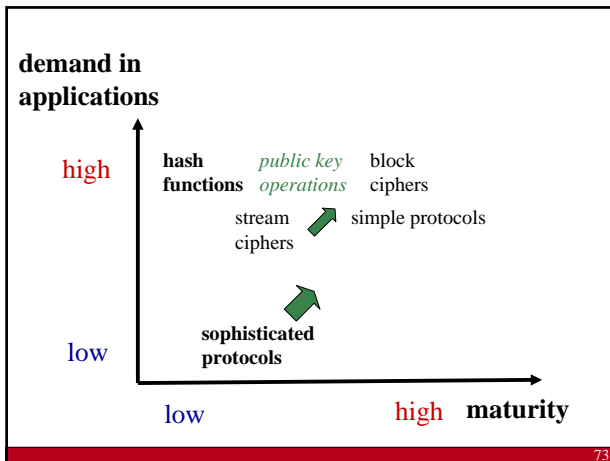 demand in
applications
high
hash
functions
public key
operations
block
ciphers
stream
ciphers
simple protocols
sophisticated
protocols
low
low
high
maturity
73